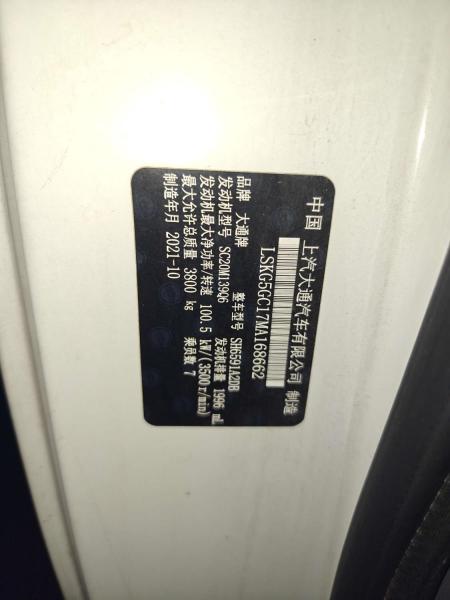 中国 上汽大通汽车有限公司 制造
LSKG5GC17MA168662
品牌 大通牌 整车型号 SH6591A2DB
发动机型号 SC20M139Q6 发动机排量 1996 mL
发动机最大净功率/转速 100.5 kW/(3500r/min)
最大允许总质量 3800 kg 乘员数 7
制造年月 2021-10